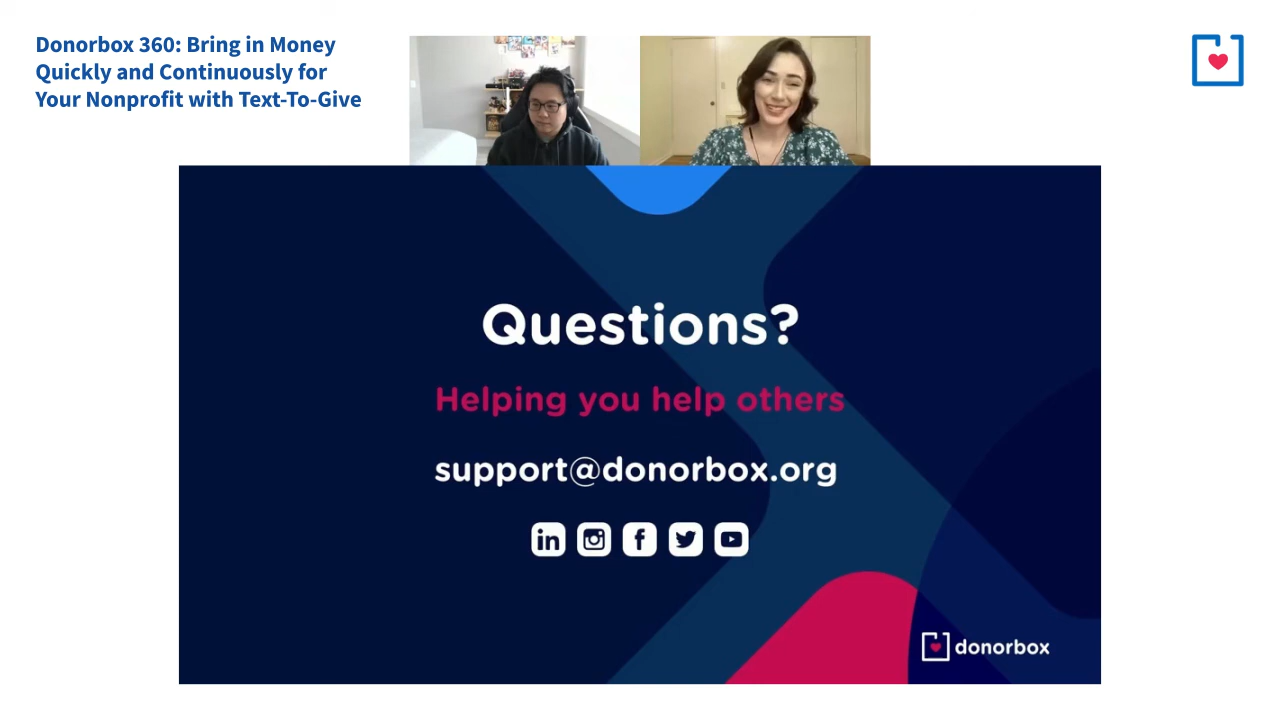 Donorbox 360: Bring in Money
Quickly and Continuously for
Your Nonprofit with Text-To-Give
Questions?
Helping you help others
support@donorbox.org
in
donorbox